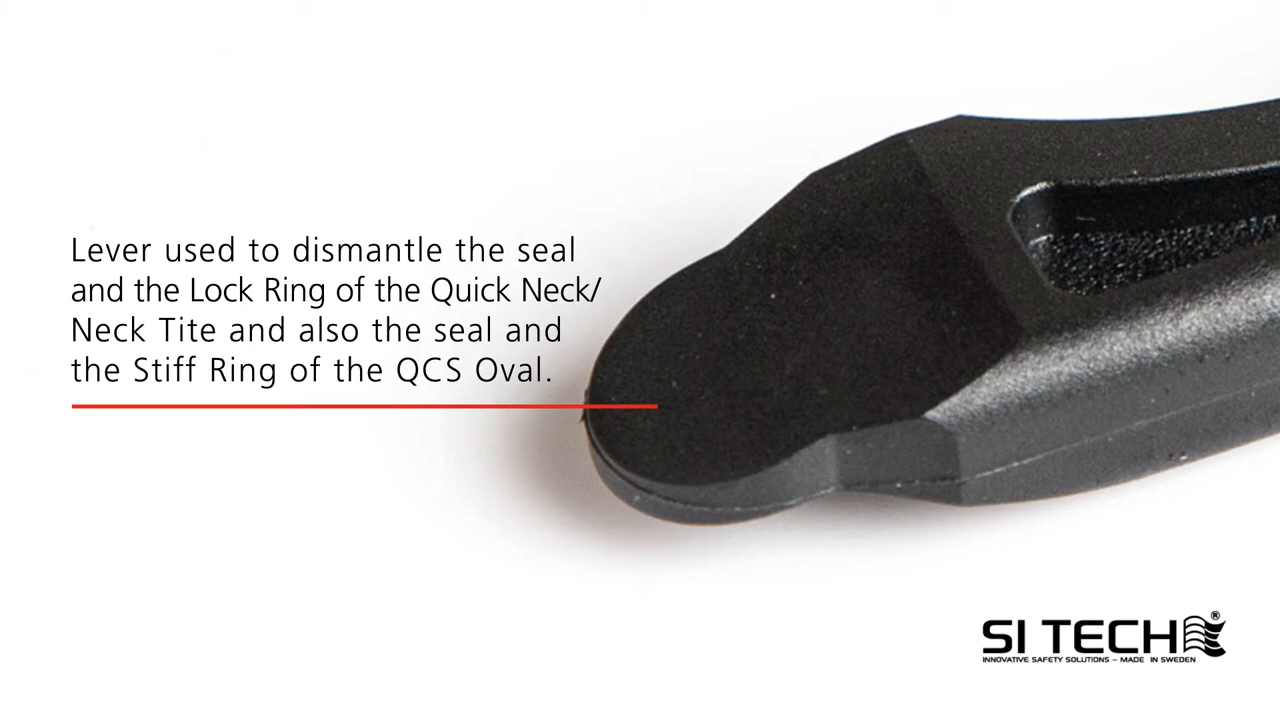 Lever used to dismantle the seal
and the Lock Ring of the Quick Neck/
Neck Tite and also the seal and
the Stiff Ring of the QCS Oval.
SI TECH®
INNOVATIVE SAFETY SOLUTIONS – MADE IN SWEDEN